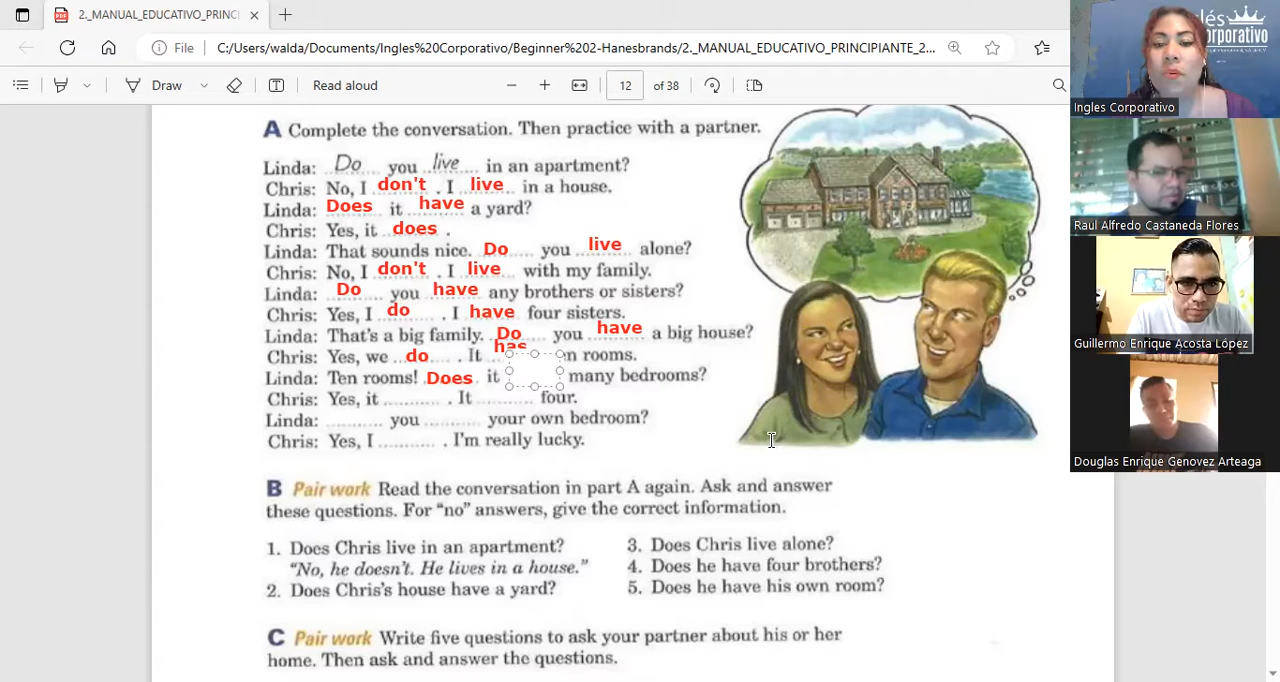 2._MANUAL_EDUCATIVO_PRINCI
File C:/Users/walda/Documents/Ingles%20Corporativo/Beginner%202-Hanesbrands/2._MANUAL_EDUCATIVO_PRINCIPIANTE_2...
Draw Read aloud 12 of 38
A Complete the conversation. Then practice with a partner.
Linda: Do you live in an apartment?
Chris: No, I don't . I live in a house.
Linda: Does it have a yard?
Chris: Yes, it does .
Linda: That sounds nice. Do you live alone?
Chris: No, I don't . I live with my family.
Linda: Do you have any brothers or sisters?
Chris: Yes, I do . I have four sisters.
Linda: That's a big family. Do you have a big house?
Chris: Yes, we do . It has n rooms.
Linda: Ten rooms! Does it many bedrooms?
Chris: Yes, it .......... . It .......... four.
Linda: .......... you .......... your own bedroom?
Chris: Yes, I .......... . I'm really lucky.
B Pair work Read the conversation in part A again. Ask and answer
these questions. For "no" answers, give the correct information.
1. Does Chris live in an apartment?
"No, he doesn't. He lives in a house."
2. Does Chris's house have a yard?
3. Does Chris live alone?
4. Does he have four brothers?
5. Does he have his own room?
C Pair work Write five questions to ask your partner about his or her
home. Then ask and answer the questions.
lés
orporativo
Ingles Corporativo
Raul Alfredo Castaneda Flores
Guillermo Enrique Acosta López
Douglas Enrique Genovez Arteaga